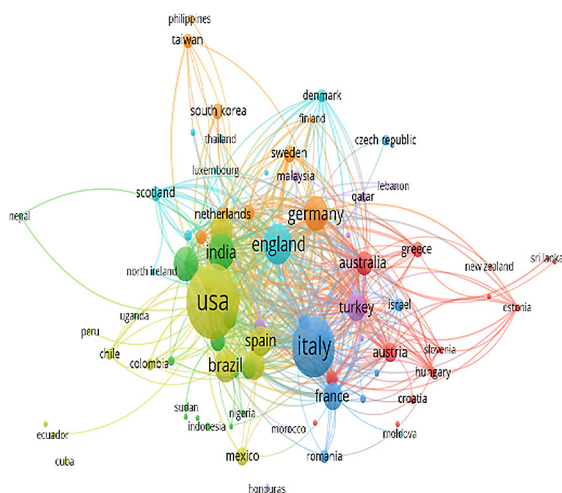 philippines
taiwan
denmark
south korea
finland
thailand
czech republic
sweden
luxembourg
malaysia
lebanon
scotland
qatar
nepal
netherlands
germany
england
india
greece
australia
north ireland
new zealand
sri lanka
usa
turkey
israel
estonia
uganda
peru
spain
italy
chile
austria
slovenia
colombia
brazil
hungary
france
croatia
sudan
nigeria
indonesia
morocco
moldova
ecuador
mexico
romania
cuba
honduras